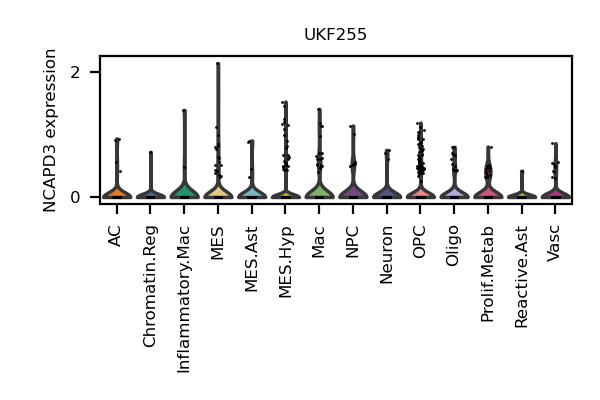 UKF255
NCAPD3 expression
2
0
AC
Chromatin.Reg
Inflammatory.Mac
MES
MES.Ast
MES.Hyp
Mac
NPC
Neuron
OPC
Oligo
Prolif.Metab
Reactive.Ast
Vasc